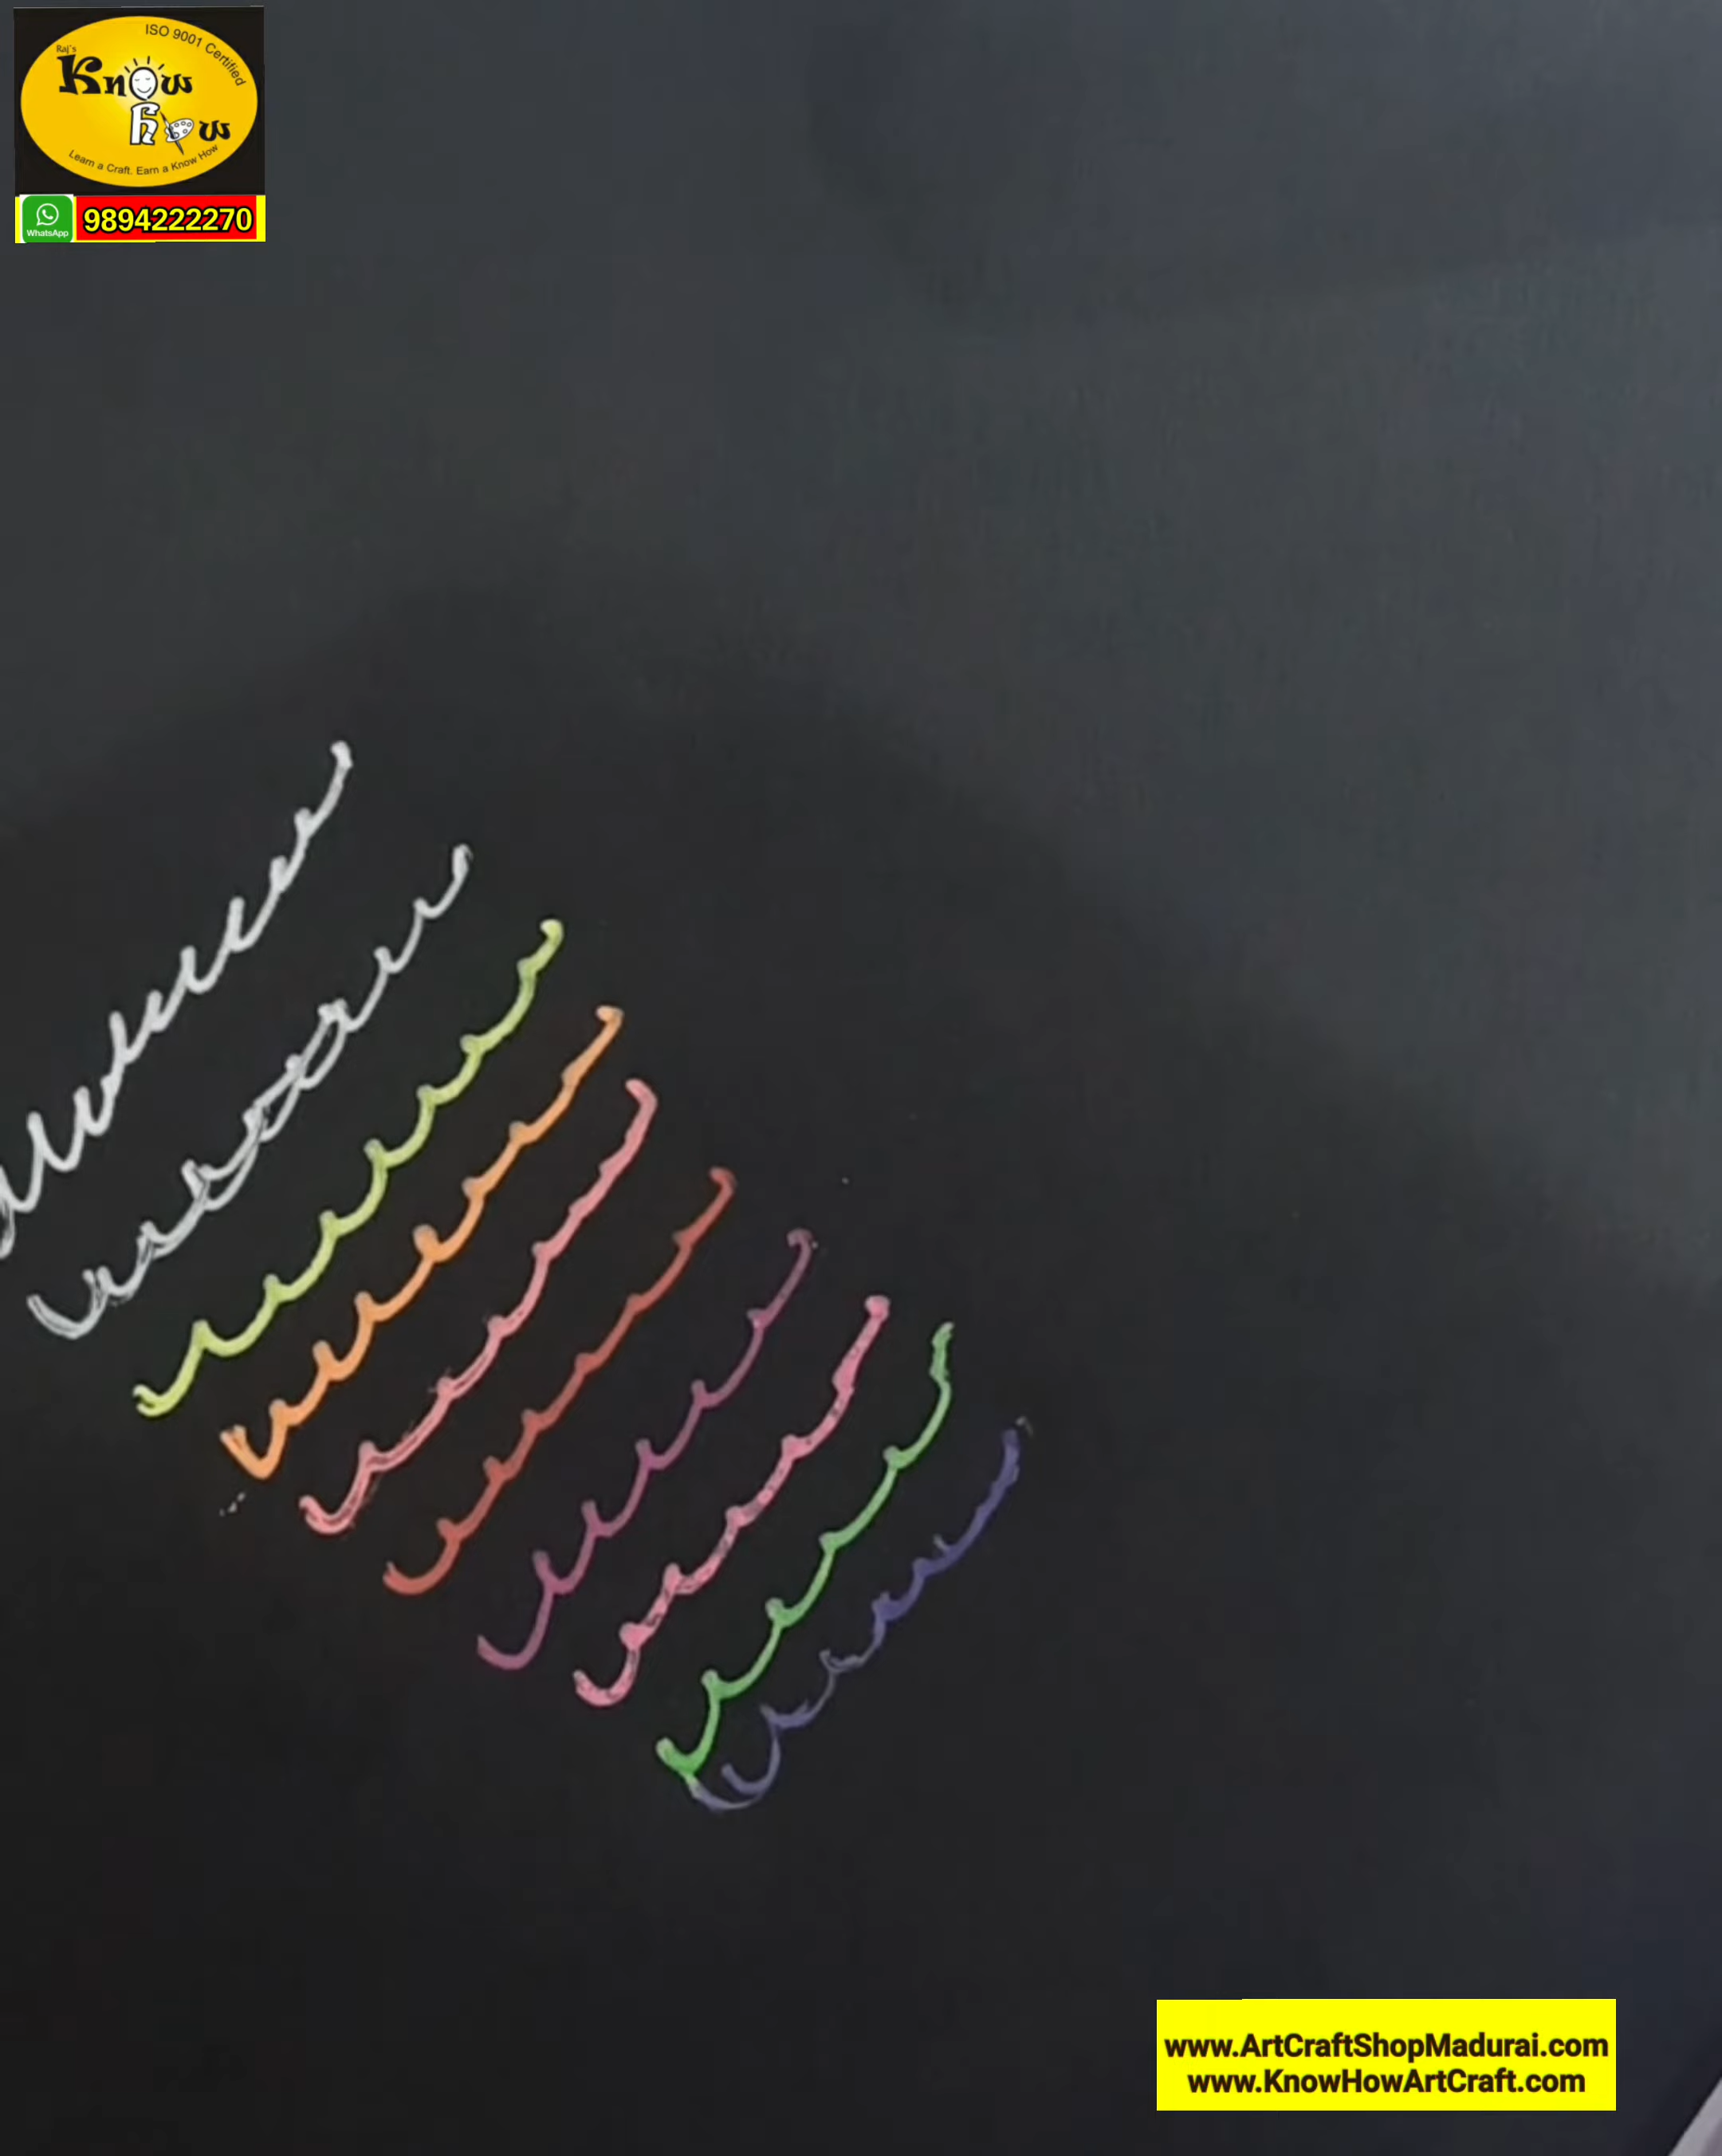 ISO 9001 Certified
Raj's
Know
How
Learn a Craft. Earn a Know How
WhatsApp
9894222270
www.ArtCraftShopMadurai.com
www.KnowHowArtCraft.com